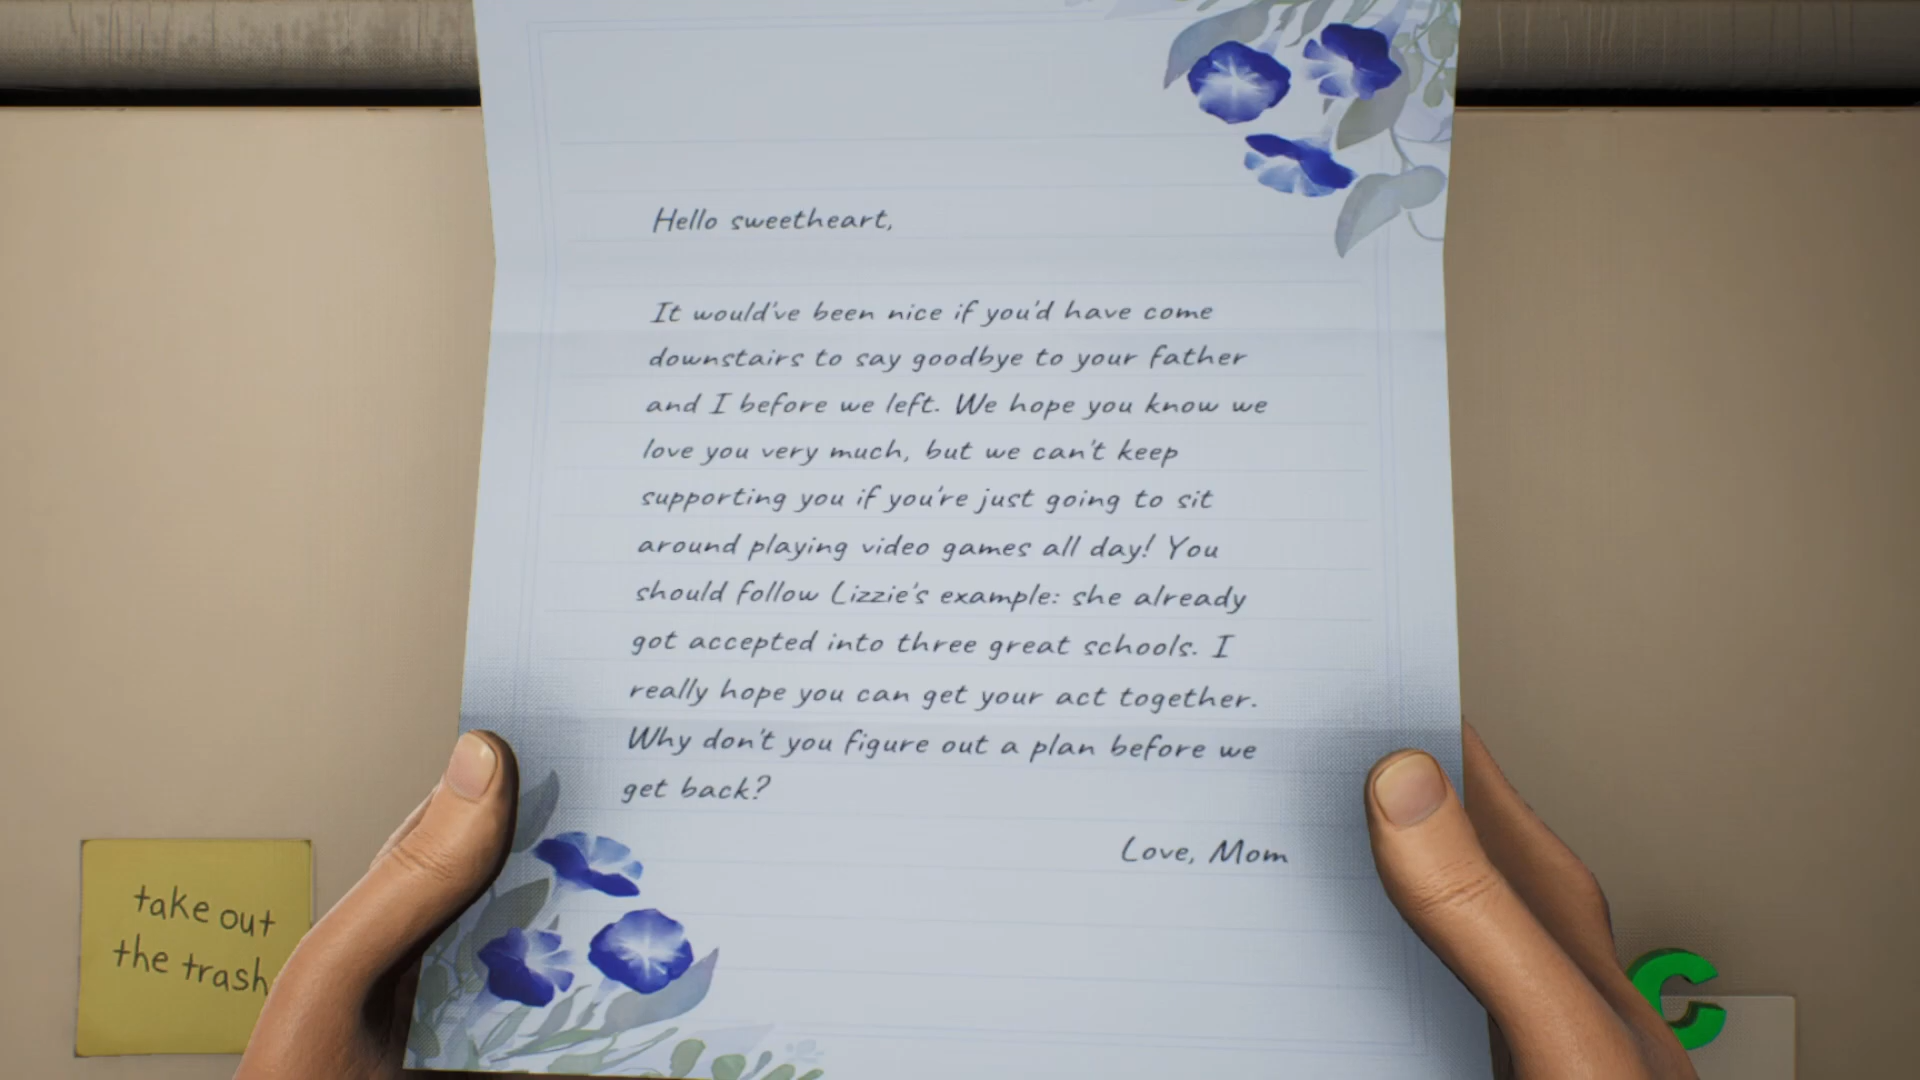 Hello sweetheart,
It would've been nice if you'd have come
downstairs to say goodbye to your father
and I before we left. We hope you know we
love you very much, but we can't keep
supporting you if you're just going to sit
around playing video games all day! You
should follow Lizzie's example: she already
got accepted into three great schools. I
really hope you can get your act together.
Why don't you figure out a plan before we
get back?
Love, Mom
take out
the trash
C